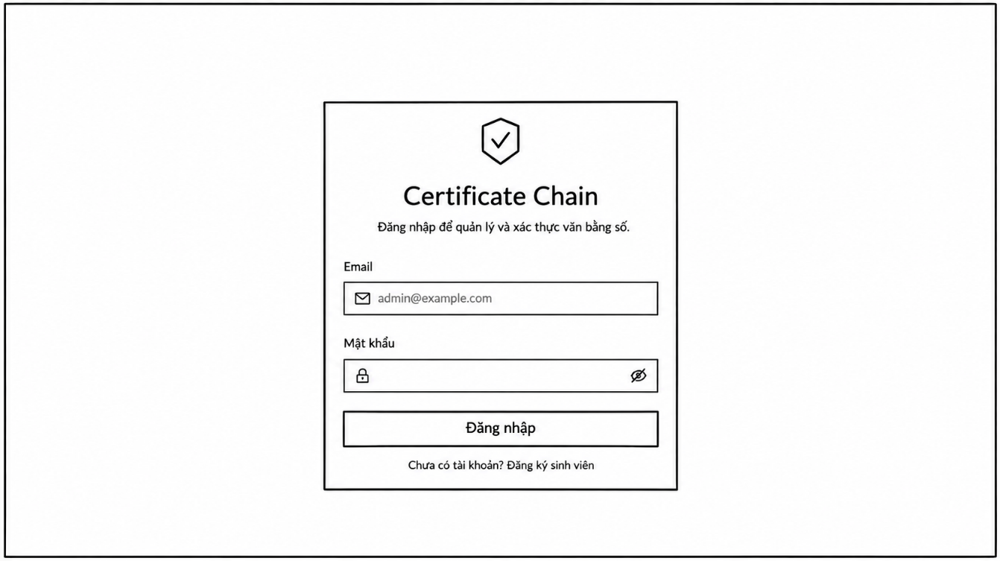 Certificate Chain
Đăng nhập để quản lý và xác thực văn bằng số.
Email
admin@example.com
Mật khẩu
Đăng nhập
Chưa có tài khoản? Đăng ký sinh viên